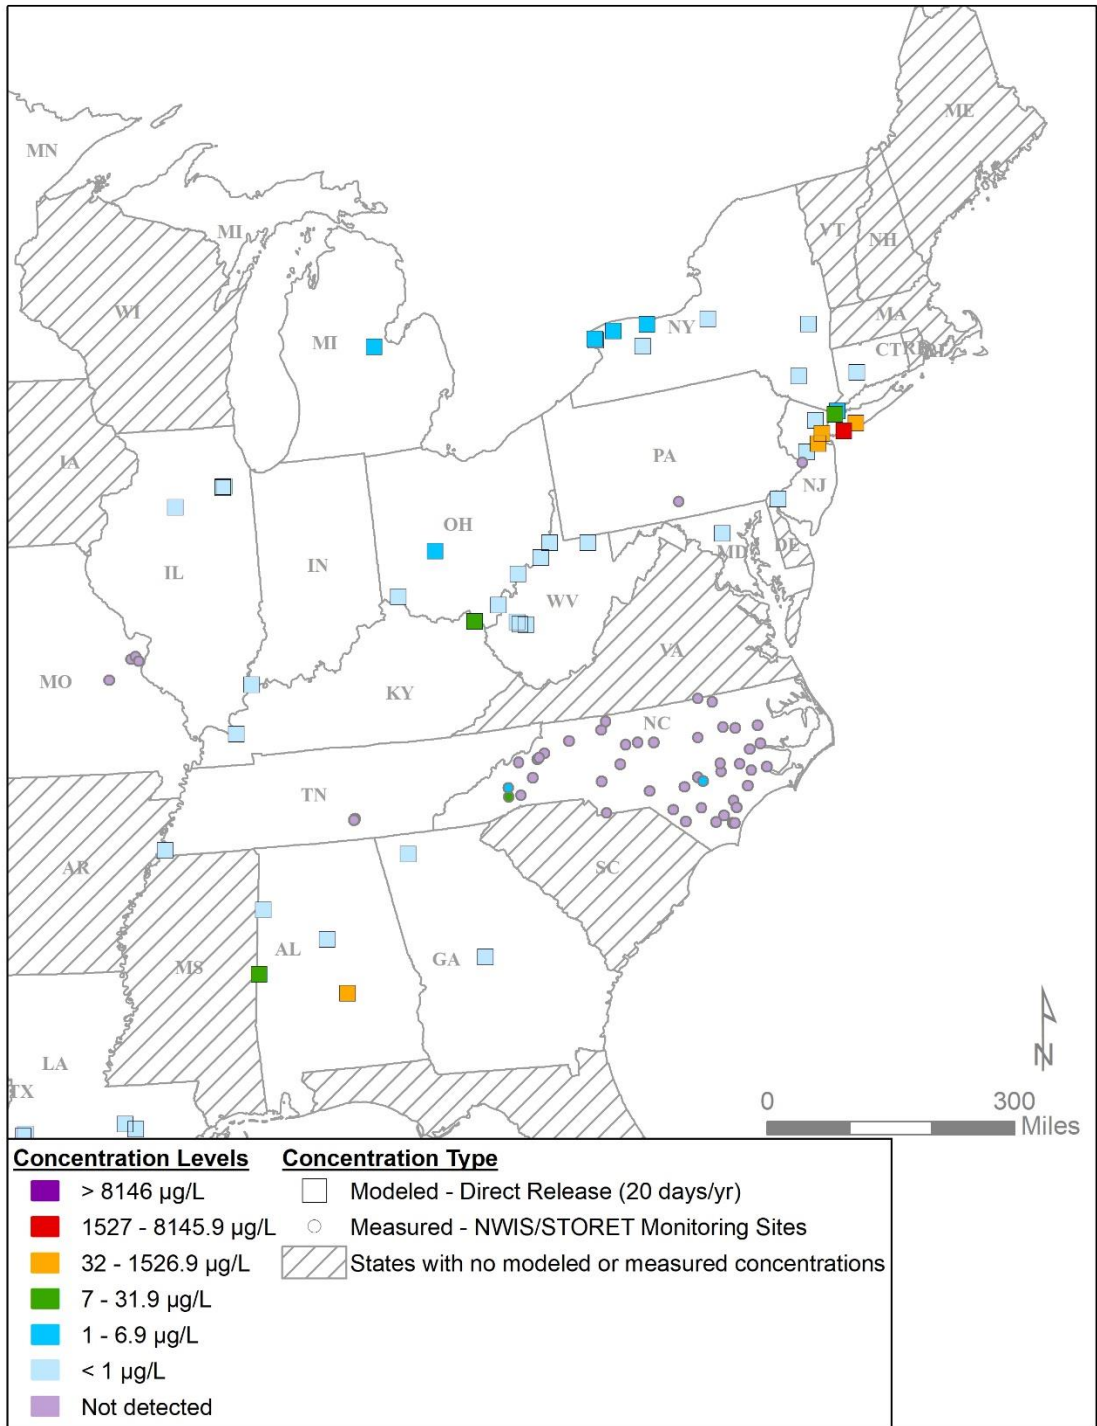 ME
MN
MI
VT
NH
WI
MA
NY
MI
CT
RI
IA
PA
NJ
OH
IL
IN
MD
DE
WV
VA
MO
KY
NC
TN
AR
SC
MS
AL
GA
LA
TX
N
0 300
Miles
Concentration Levels
> 8146 µg/L
1527 - 8145.9 µg/L
32 - 1526.9 µg/L
7 - 31.9 µg/L
1 - 6.9 µg/L
< 1 µg/L
Not detected
Concentration Type
Modeled - Direct Release (20 days/yr)
Measured - NWIS/STORET Monitoring Sites
States with no modeled or measured concentrations